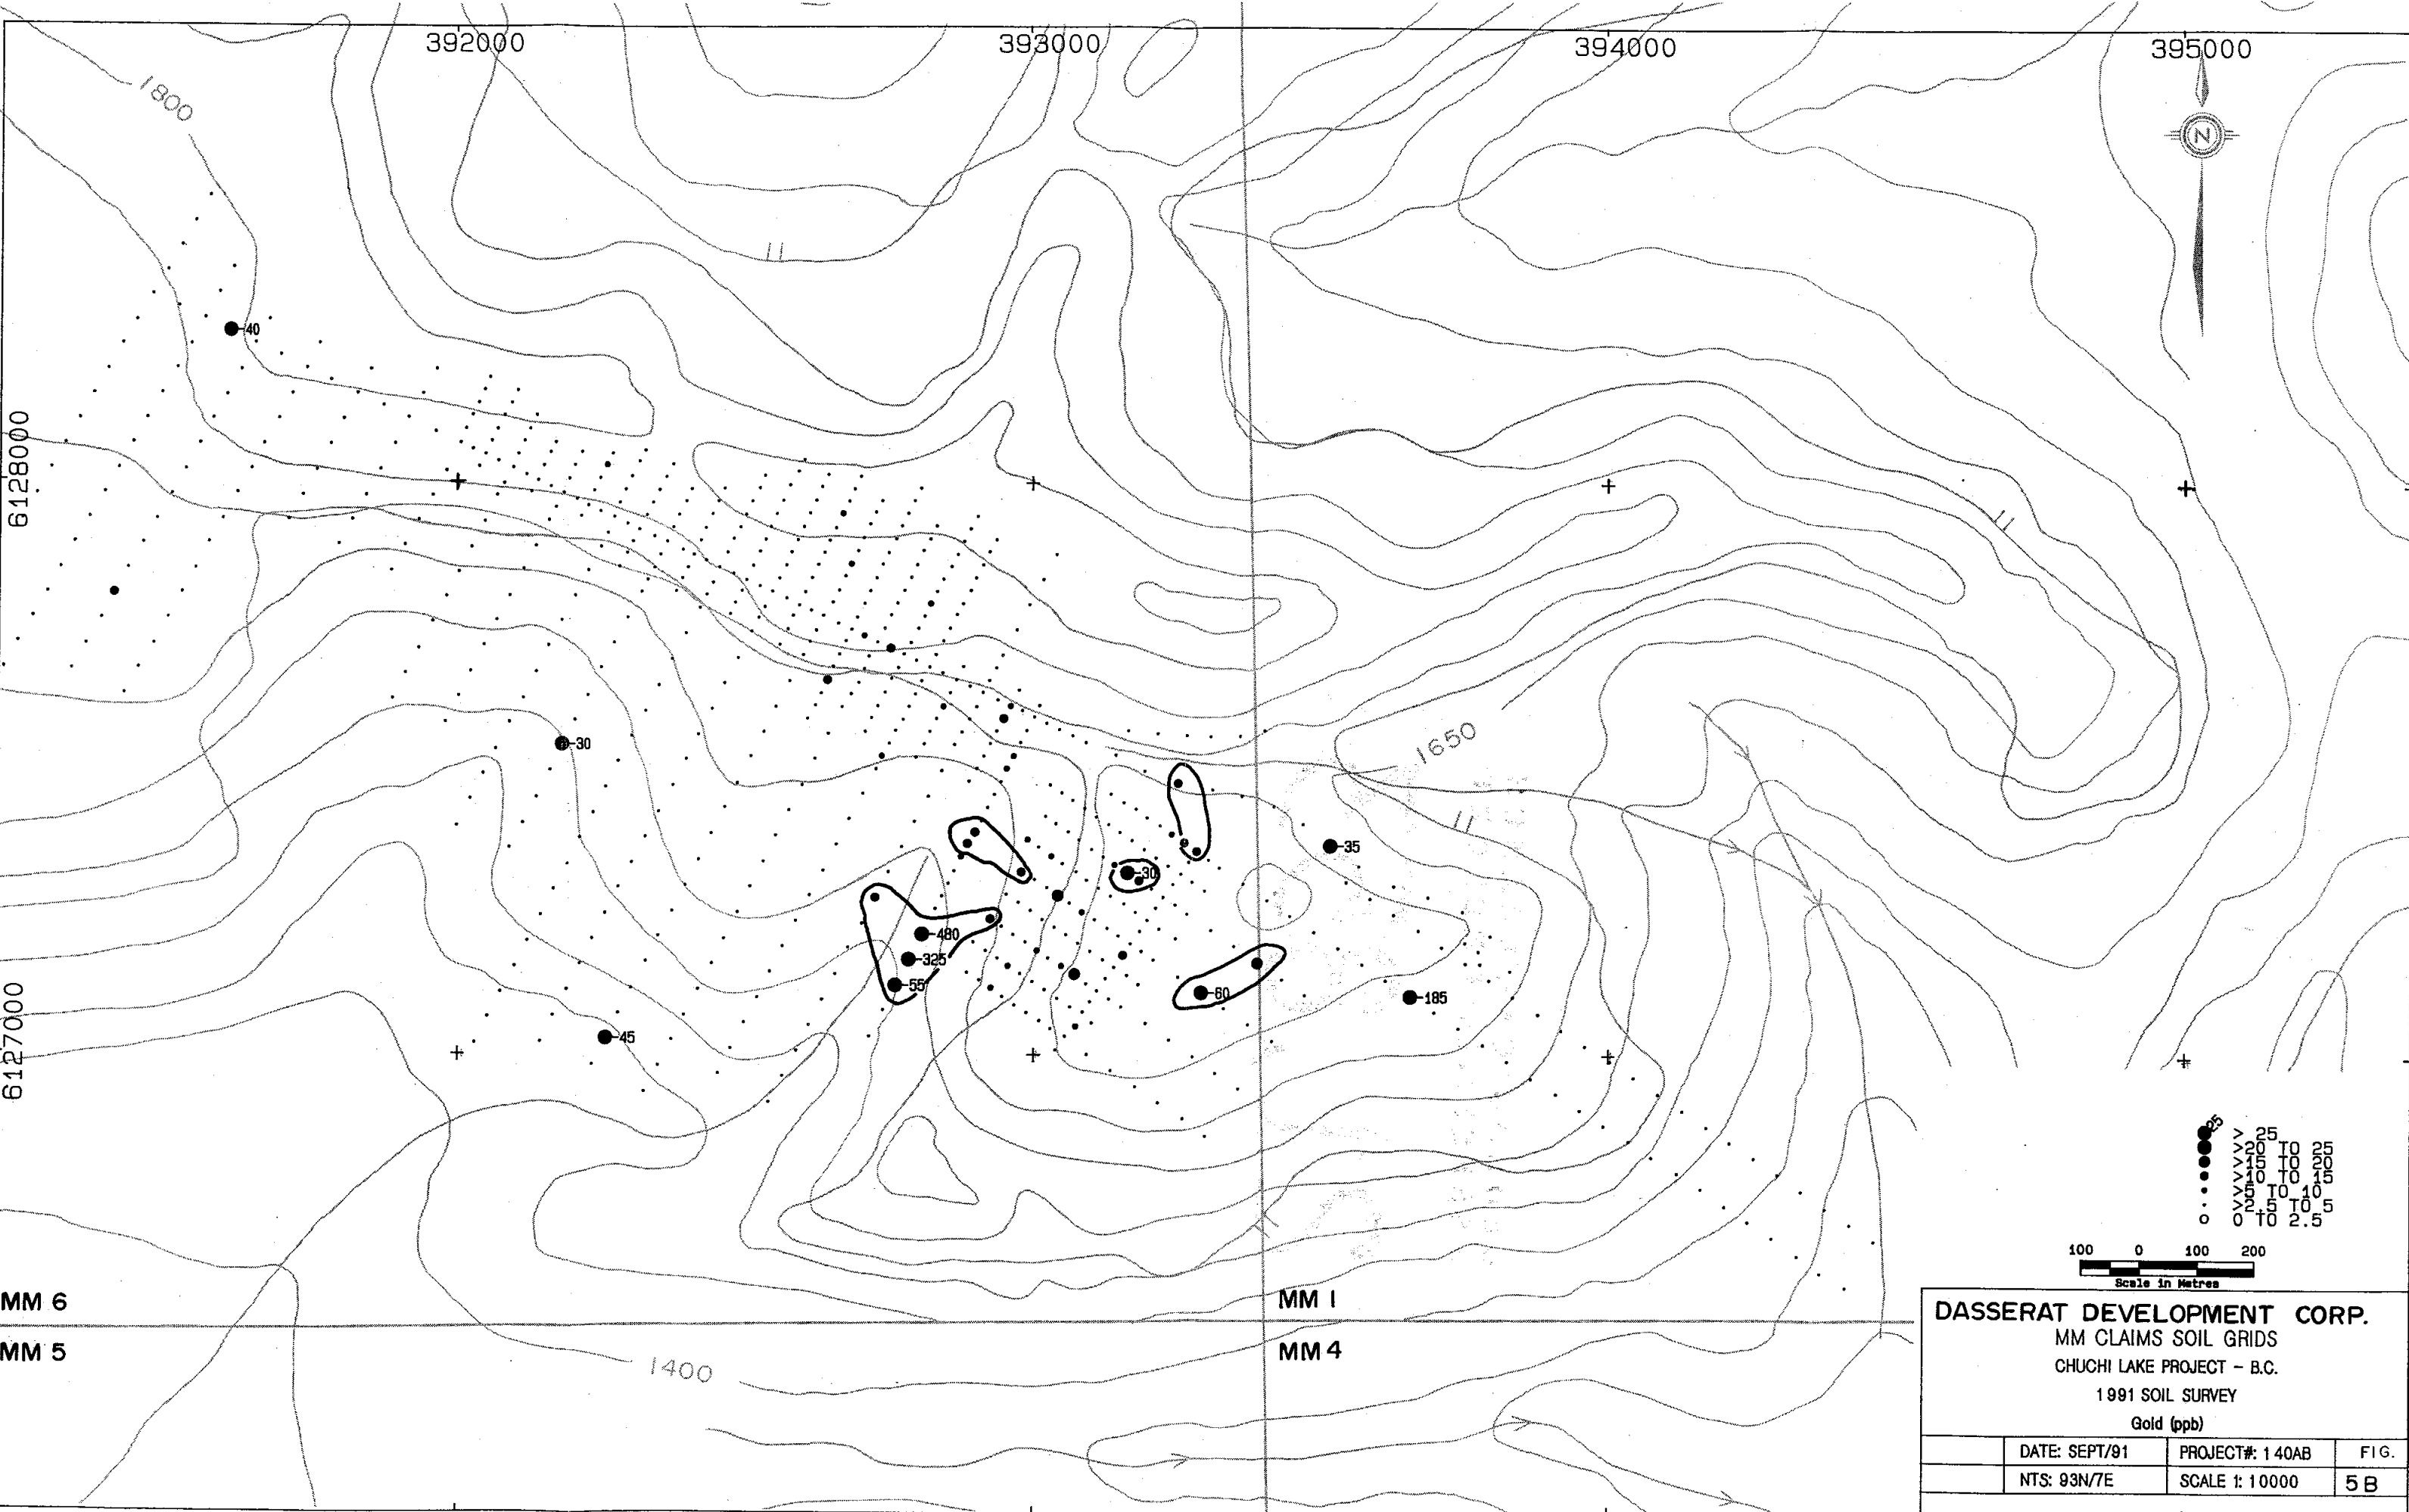 392000 393000 394000 395000
1800
N
11
-40
6128000
11
1650
-30
11
-35
-30
-480
-325
-55
-60
-185
-45
6127000
25
> 25
>20 TO 25
>15 TO 20
>10 TO 15
>5 TO 10
>2.5 TO 5
0 TO 2.5
100 0 100 200
Scale in Metres
MM 6
MM 1
MM 5
MM 4
1400
DASSERAT DEVELOPMENT CORP.
MM CLAIMS SOIL GRIDS
CHUCHI LAKE PROJECT - B.C.
1991 SOIL SURVEY
Gold (ppb)
DATE: SEPT/91 PROJECT#: 140AB FIG.
NTS: 93N/7E SCALE 1: 10000 5B